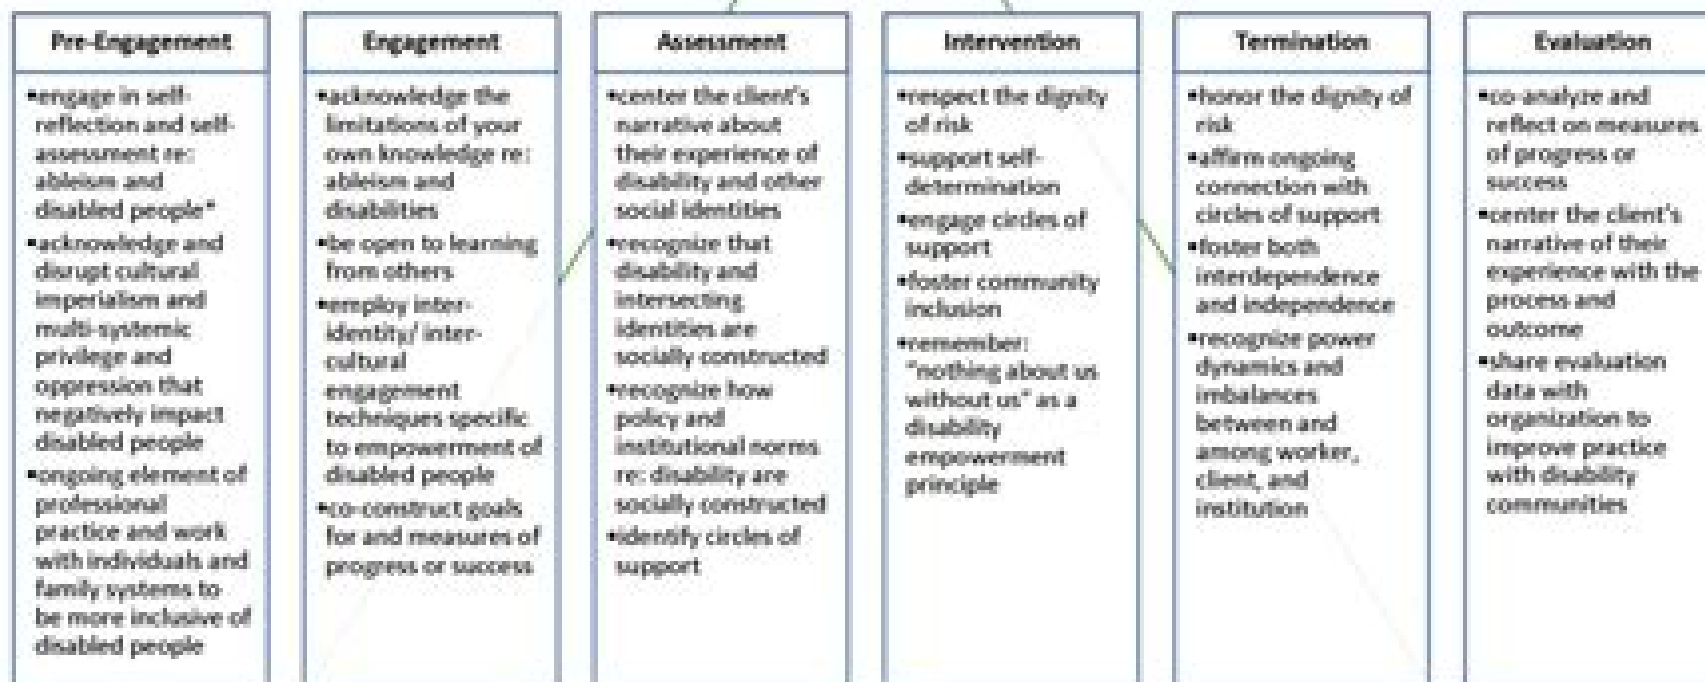 Pre-Engagement
•engage in self-
reflection and self-
assessment re:
ableism and
disabled people*
•acknowledge and
disrupt cultural
imperialism and
multi-systemic
privilege and
oppression that
negatively impact
disabled people
•ongoing element of
professional
practice and work
with individuals and
family systems to
be more inclusive of
disabled people
Engagement
•acknowledge the
limitations of your
own knowledge re:
ableism and
disabilities
•be open to learning
from others
•employ inter-
identity/ inter-
cultural
engagement
techniques specific
to empowerment of
disabled people
•co-construct goals
for and measures of
progress or success
Assessment
•center the client's
narrative about
their experience of
disability and other
social identities
•recognize that
disability and
intersecting
identities are
socially constructed
•recognize how
policy and
institutional norms
re: disability are
socially constructed
•identify circles of
support
Intervention
•respect the dignity
of risk
•support self-
determination
•engage circles of
support
•foster community
inclusion
•remember:
"nothing about us
without us" as a
disability
empowerment
principle
Termination
•honor the dignity of
risk
•affirm ongoing
connection with
circles of support
•foster both
interdependence
and independence
•recognize power
dynamics and
imbalances
between and
among worker,
client, and
institution
Evaluation
•co-analyze and
reflect on measures
of progress or
success
•center the client's
narrative of their
experience with the
process and
outcome
•share evaluation
data with
organization to
improve practice
with disability
communities